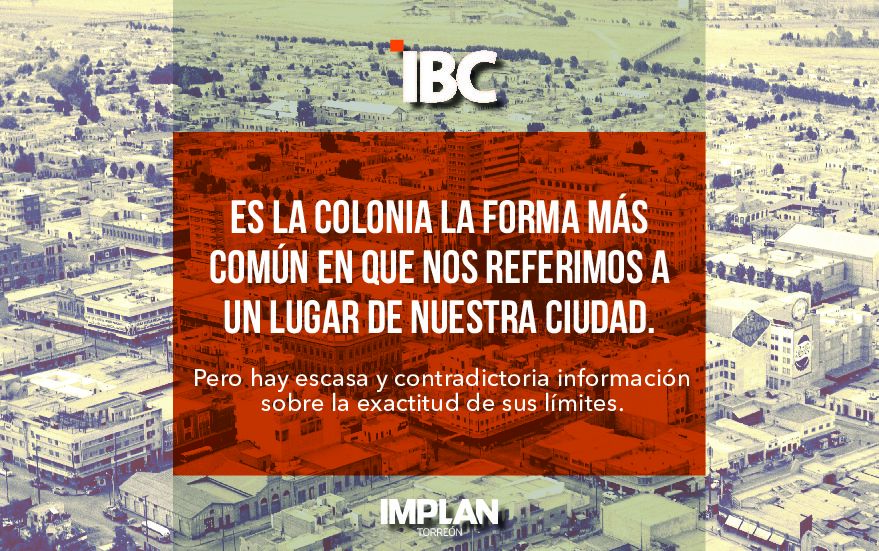 IBC
ES LA COLONIA LA FORMA MÁS
COMÚN EN QUE NOS REFERIMOS A
UN LUGAR DE NUESTRA CIUDAD.
Pero hay escasa y contradictoria información
sobre la exactitud de sus límites.
IMPLAN
TORREÓN